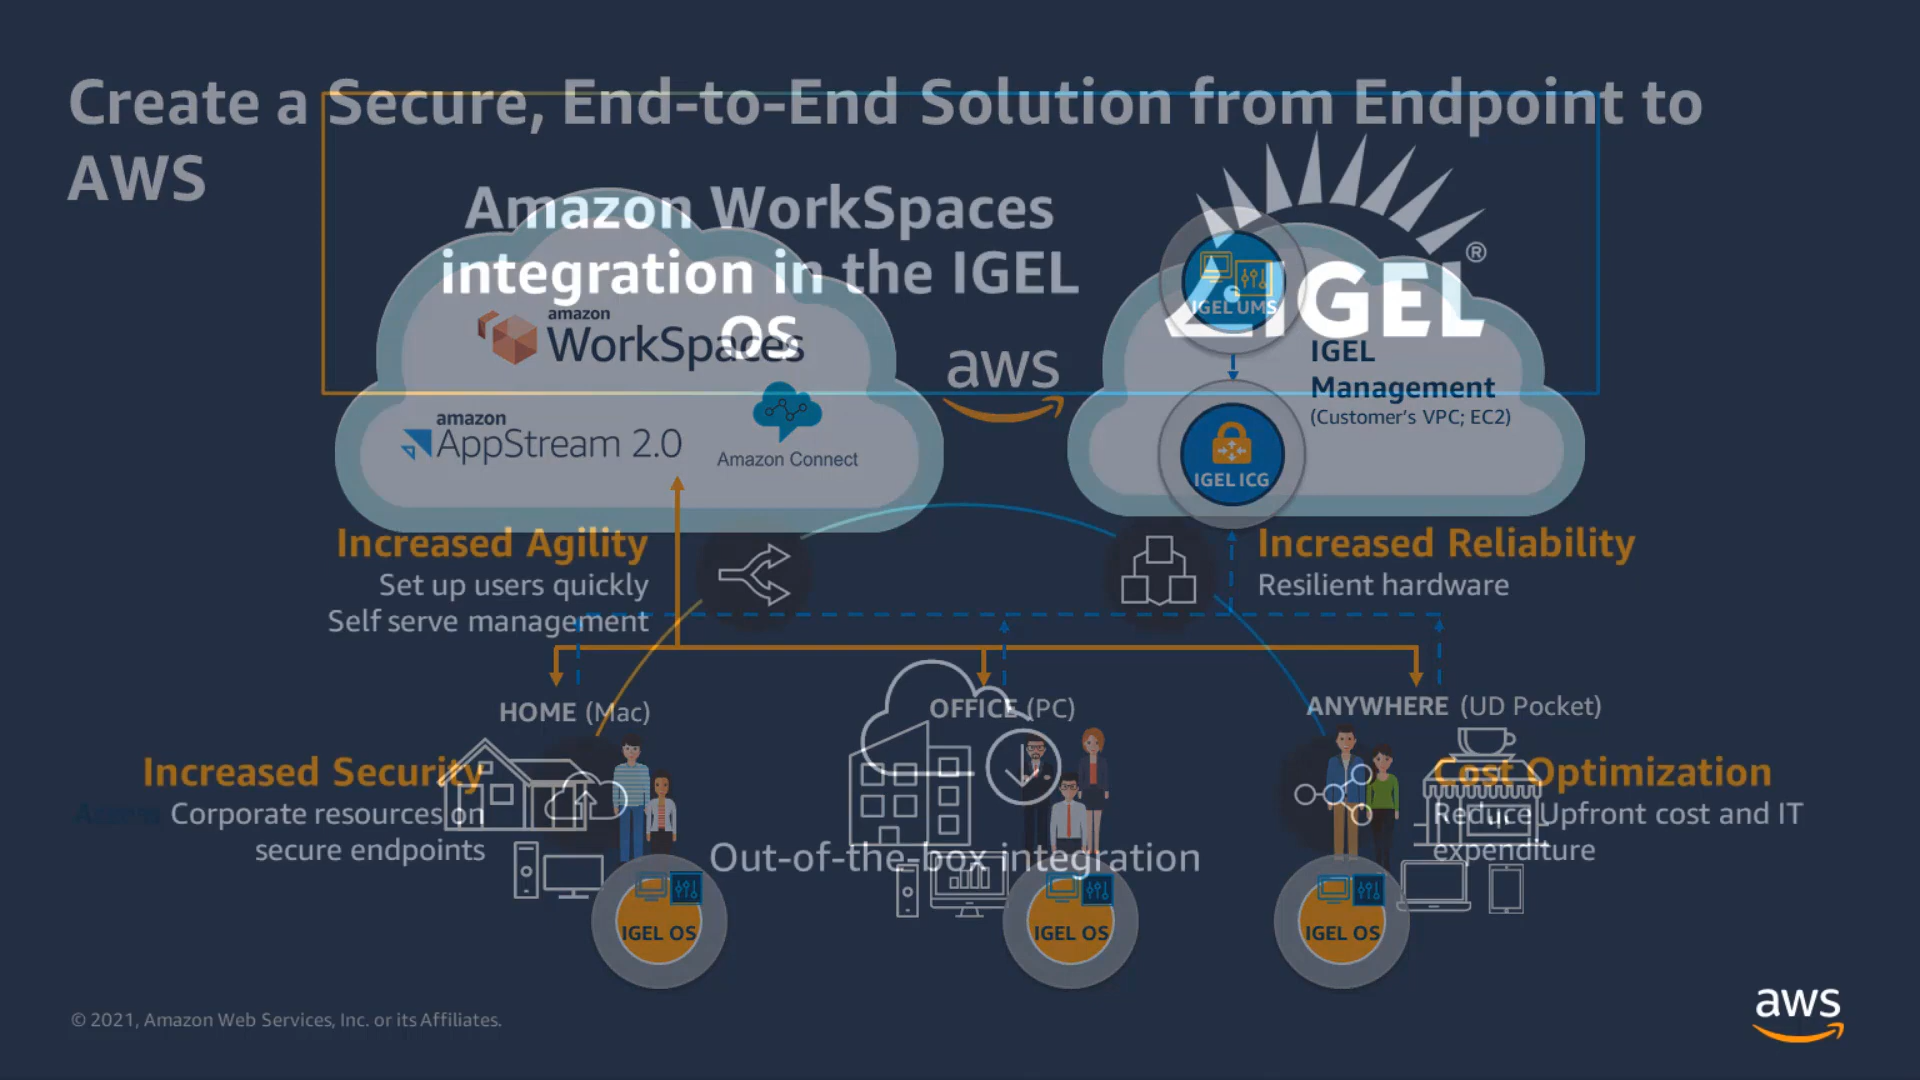 Create a Secure, End-to-End Solution from Endpoint to
AWS
Amazon WorkSpaces
integration in the IGEL
OS
IGEL®
IGEL UMS
amazon
WorkSpaces
aws
IGEL
Management
(Customer's VPC; EC2)
amazon
AppStream 2.0
Amazon Connect
IGEL ICG
Increased Agility
Set up users quickly
Self serve management
Increased Reliability
Resilient hardware
HOME (Mac)
OFFICE (PC)
ANYWHERE (UD Pocket)
Increased Security
Corporate resources on
secure endpoints
Cost Optimization
Reduce Upfront cost and IT
expenditure
Out-of-the-box integration
IGEL OS
IGEL OS
IGEL OS
© 2021, Amazon Web Services, Inc. or its Affiliates.
aws